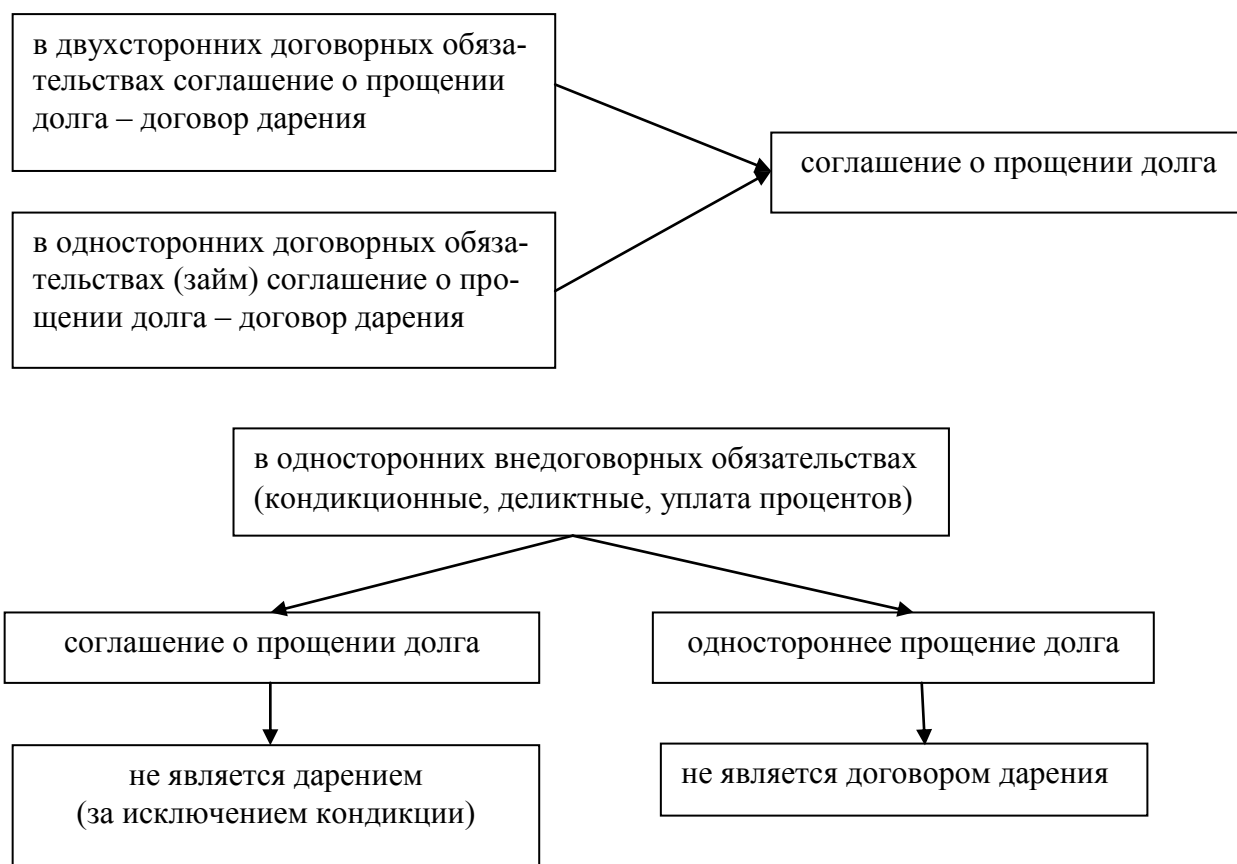 в двухсторонних договорных обяза-
тельствах соглашение о прощении
долга – договор дарения
соглашение о прощении долга
в односторонних договорных обяза-
тельствах (займ) соглашение о про-
щении долга – договор дарения
в односторонних внедоговорных обязательствах
(кондикционные, деликтные, уплата процентов)
соглашение о прощении долга
одностороннее прощение долга
не является дарением
(за исключением кондикции)
не является договором дарения